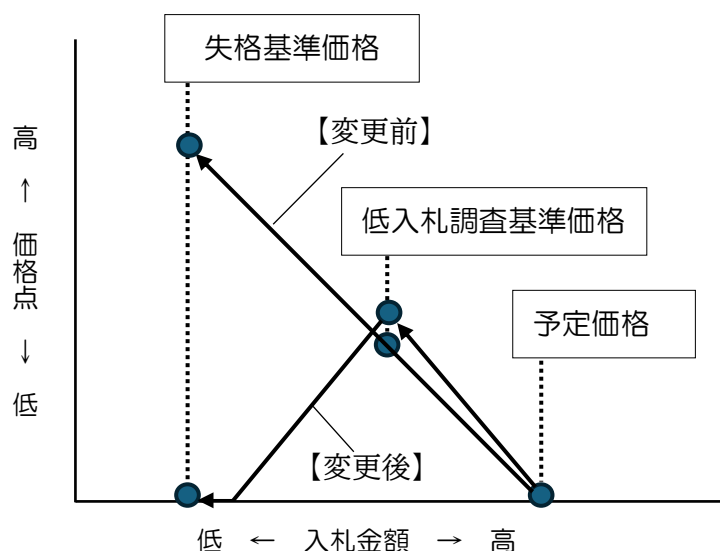 失格基準価格
【変更前】
低入札調査基準価格
予定価格
高 ↑ 価格点 ↓ 低
【変更後】
低 ← 入札金額 → 高